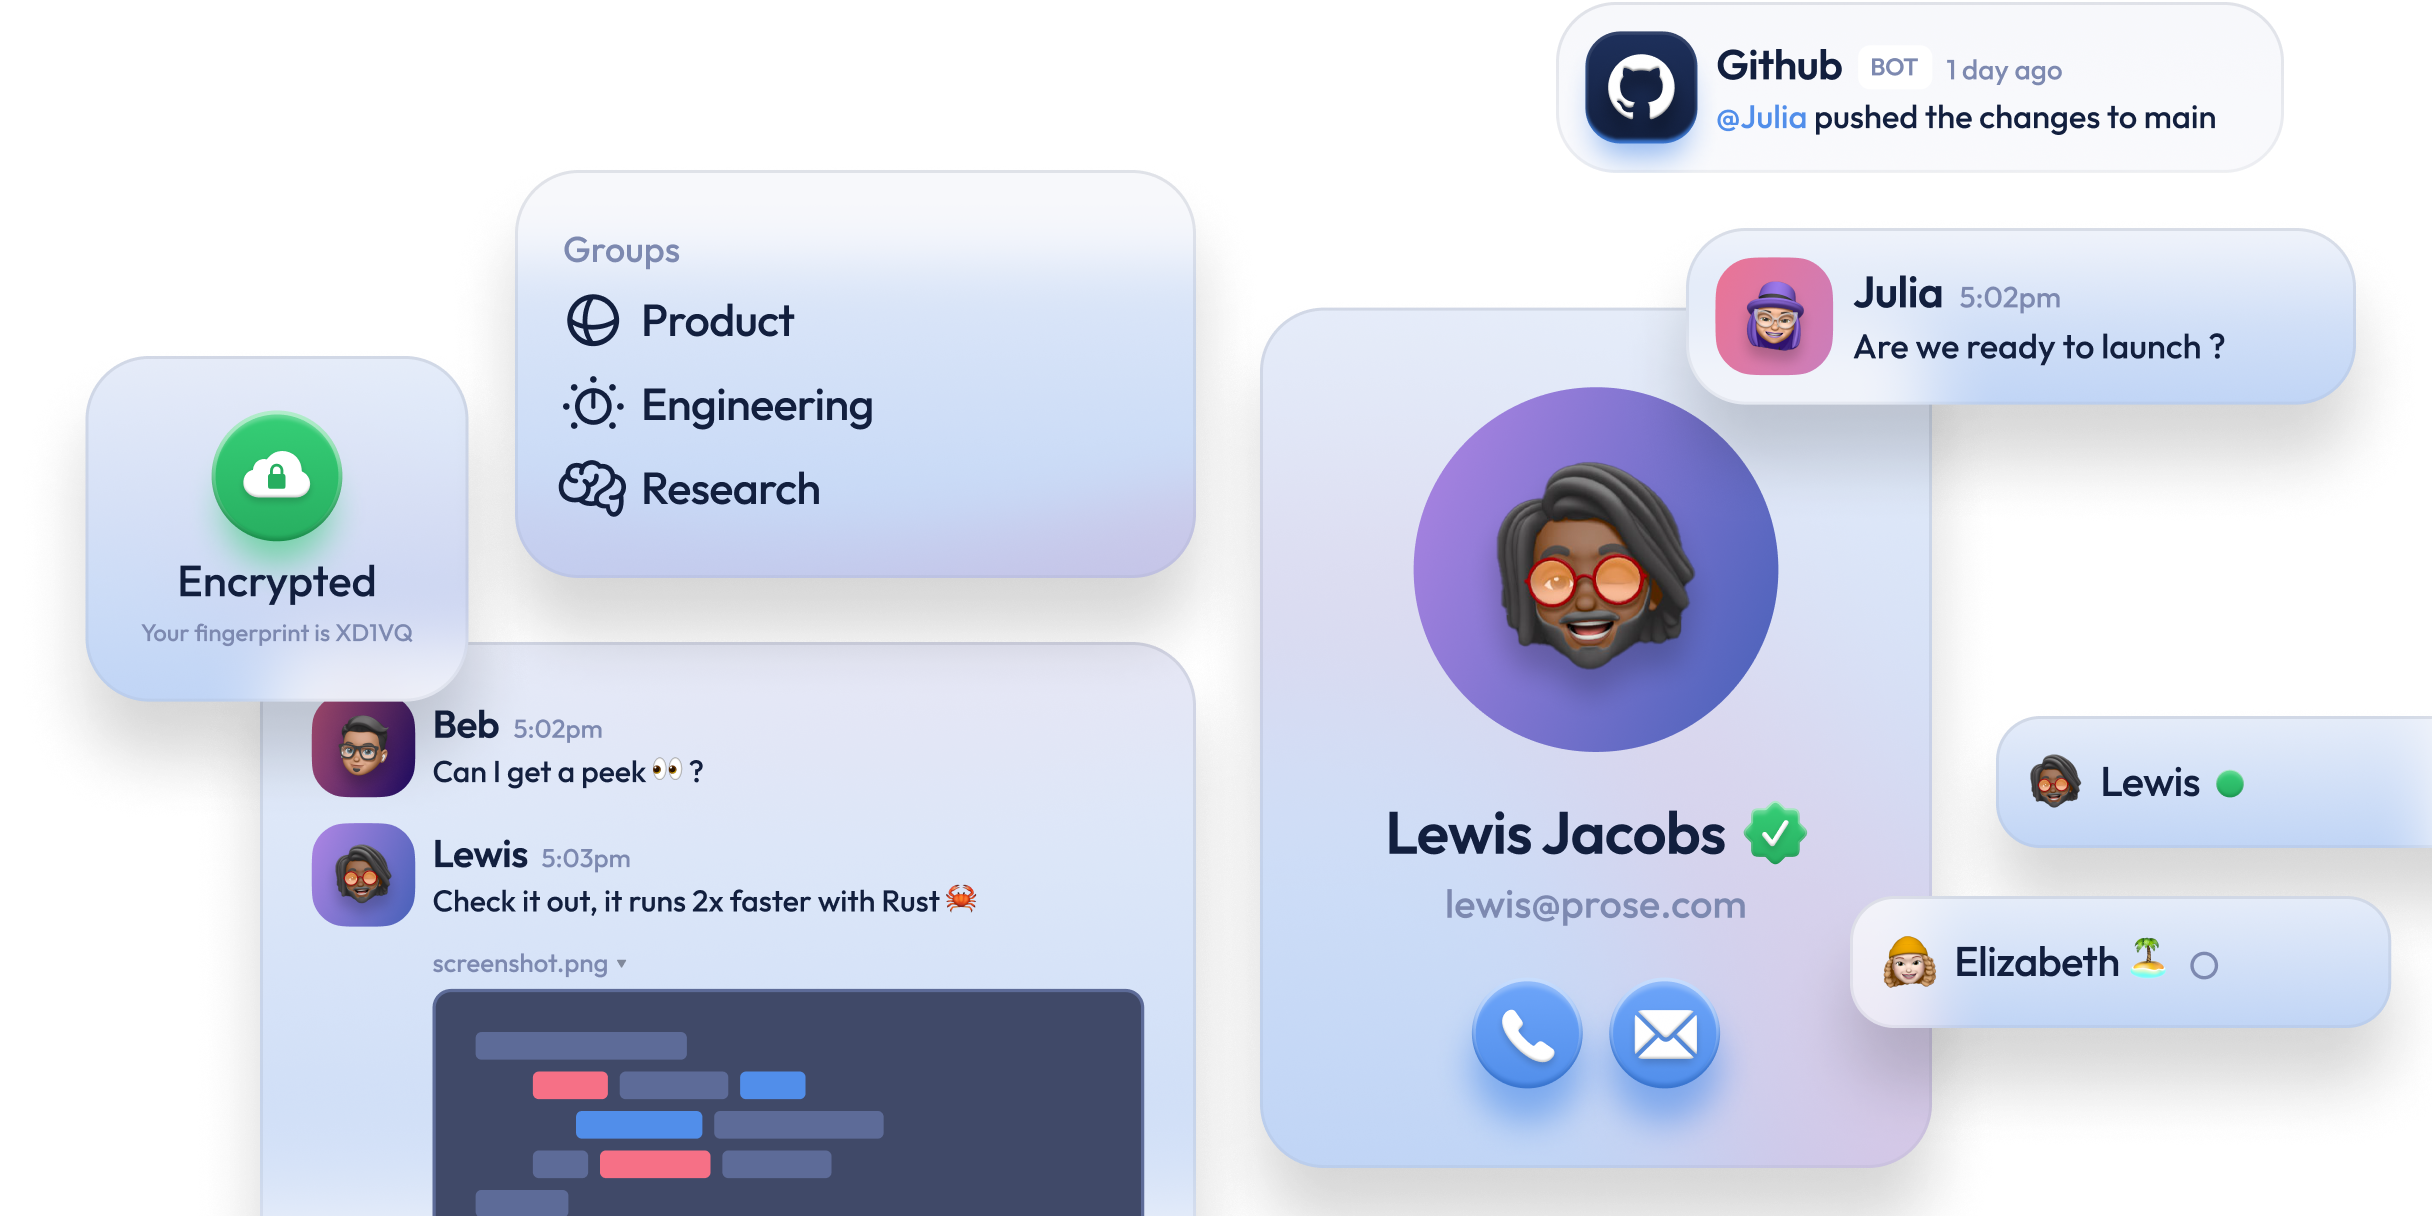 Github BOT 1 day ago
@Julia pushed the changes to main
Groups
Product
Engineering
Research
Julia 5:02pm
Are we ready to launch ?
Encrypted
Your fingerprint is XD1VQ
Beb 5:02pm
Can I get a peek 👀 ?
Lewis 5:03pm
Check it out, it runs 2x faster with Rust 🦀
screenshot.png ▾
Lewis Jacobs
lewis@prose.com
Lewis
Elizabeth 🏝️